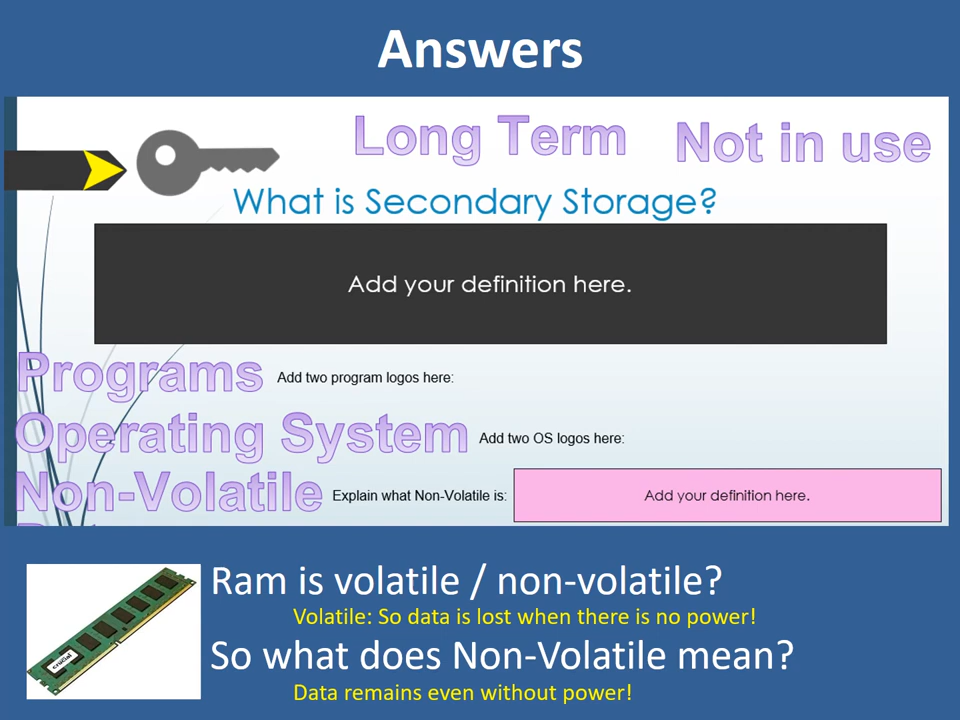 Answers
Long Term Not in use
What is Secondary Storage?
Add your definition here.
Programs Add two program logos here:
Operating System Add two OS logos here:
Non-Volatile Explain what Non-Volatile is: Add your definition here.
Ram is volatile / non-volatile?
Volatile: So data is lost when there is no power!
crucial
So what does Non-Volatile mean?
Data remains even without power!